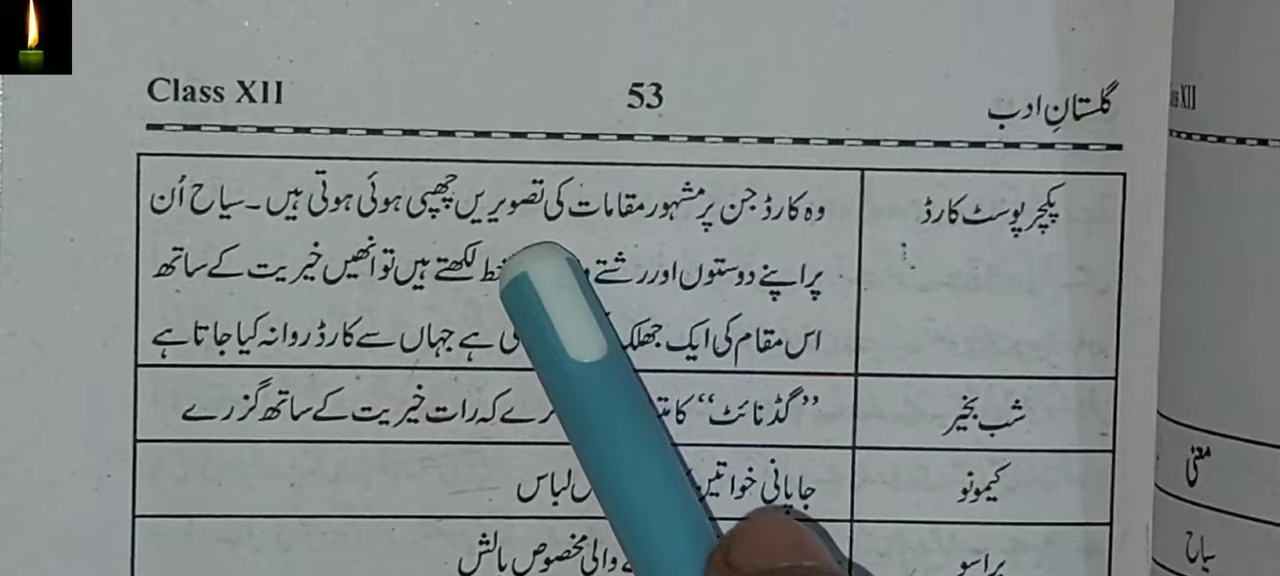 Class XII 53 گلستانِ ادب
پکچر پوسٹ کارڈ وہ کارڈ جن پر مشہور مقامات کی تصویریں چھپی ہوئی ہوتی ہیں۔ سیاح اُن
پر اپنے دوستوں اور رشتے خط لکھتے ہیں تو انھیں خیریت کے ساتھ
اس مقام کی ایک جھلک ہے جہاں سے کارڈ روانہ کیا جاتا ہے
شب بخیر ”گڈ نائٹ“ کا کرے کہ رات خیریت کے ساتھ گزرے
کیمونو جاپانی خواتین لباس
پراسو والی مخصوص بالش
XII
معنی
سیاح